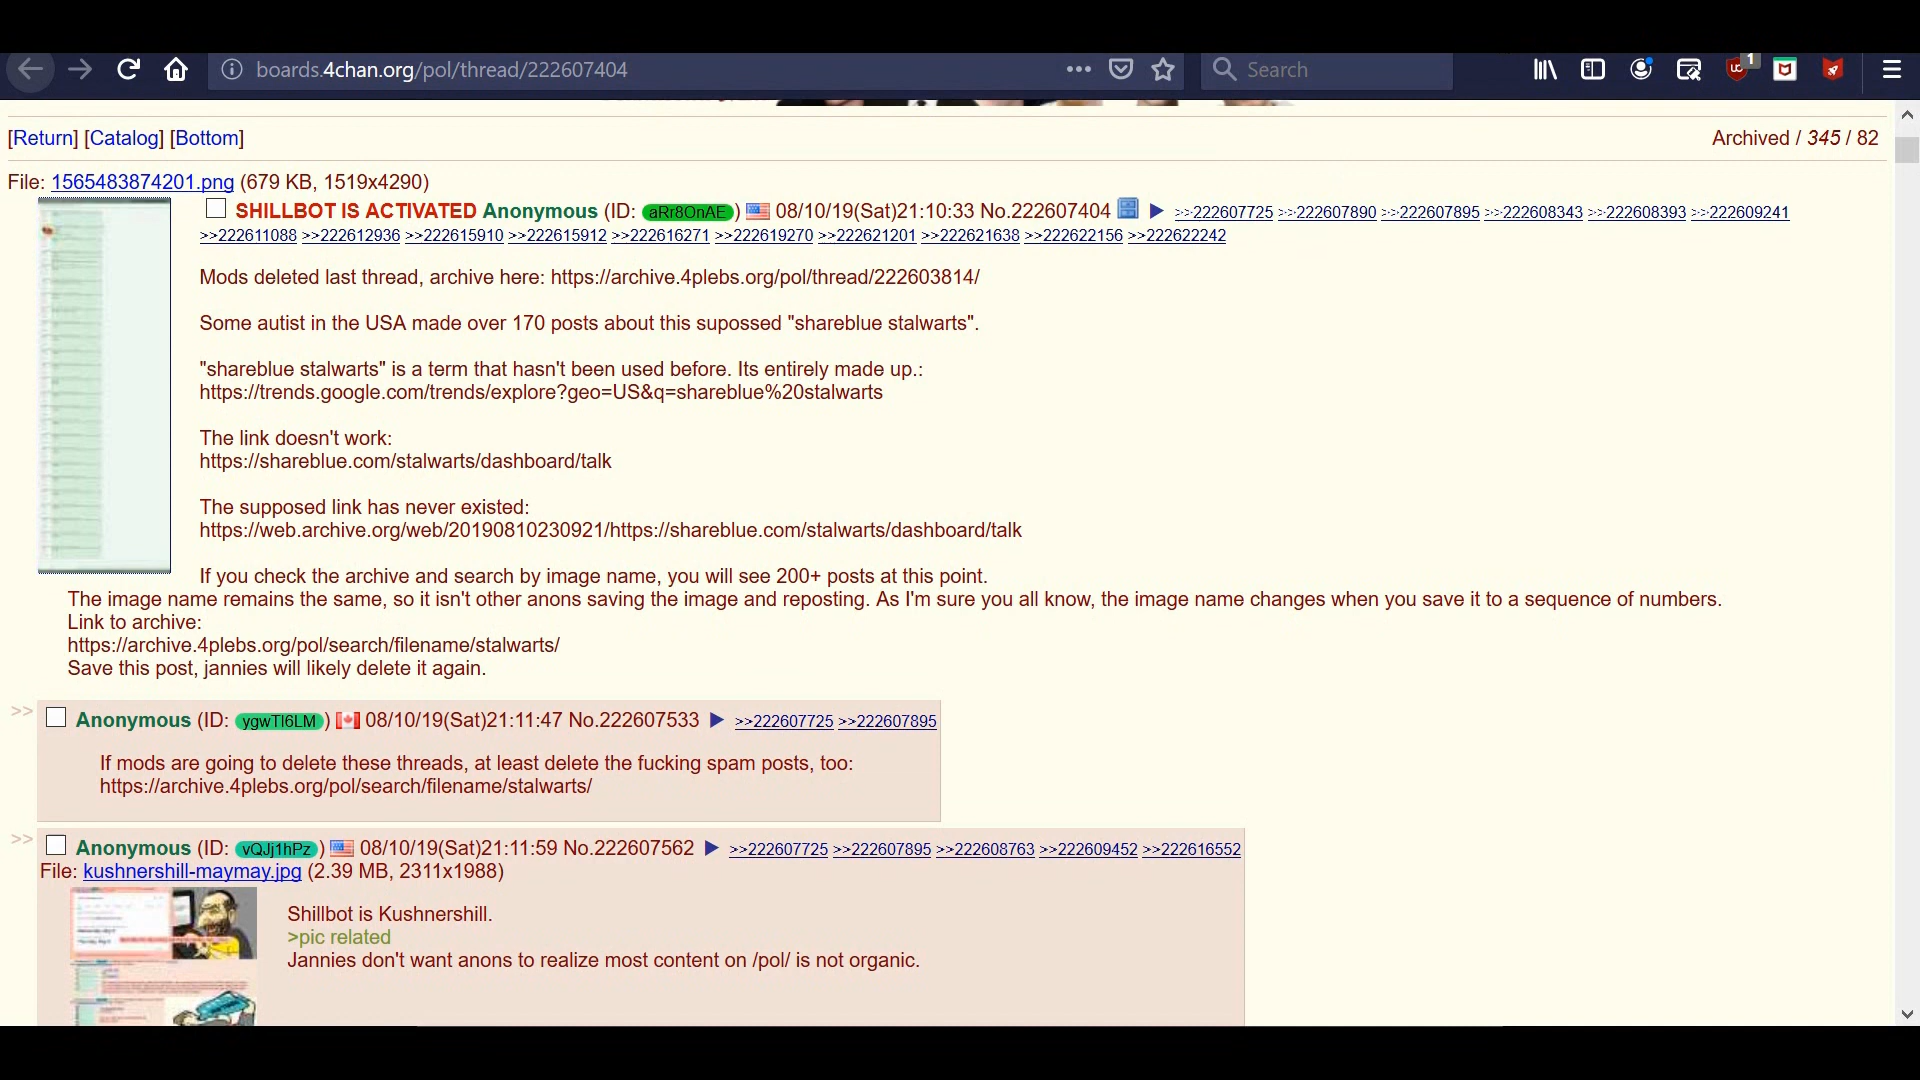 boards.4chan.org/pol/thread/222607404
Search
1
[Return] [Catalog] [Bottom]
Archived / 345 / 82
File: 1565483874201.png (679 KB, 1519x4290)
SHILLBOT IS ACTIVATED Anonymous (ID: aRr8OnAE) 08/10/19(Sat)21:10:33 No.222607404 >>222607725 >>222607890 >>222607895 >>222608343 >>222608393 >>222609241
>>222611088 >>222612936 >>222615910 >>222615912 >>222616271 >>222619270 >>222621201 >>222621638 >>222622156 >>222622242
Mods deleted last thread, archive here: https://archive.4plebs.org/pol/thread/222603814/
Some autist in the USA made over 170 posts about this supossed "shareblue stalwarts".
"shareblue stalwarts" is a term that hasn't been used before. Its entirely made up.:
https://trends.google.com/trends/explore?geo=US&q=shareblue%20stalwarts
The link doesn't work:
https://shareblue.com/stalwarts/dashboard/talk
The supposed link has never existed:
https://web.archive.org/web/20190810230921/https://shareblue.com/stalwarts/dashboard/talk
If you check the archive and search by image name, you will see 200+ posts at this point.
The image name remains the same, so it isn't other anons saving the image and reposting. As I'm sure you all know, the image name changes when you save it to a sequence of numbers.
Link to archive:
https://archive.4plebs.org/pol/search/filename/stalwarts/
Save this post, jannies will likely delete it again.
>> Anonymous (ID: ygwTI6LM) 08/10/19(Sat)21:11:47 No.222607533 >>222607725 >>222607895
If mods are going to delete these threads, at least delete the fucking spam posts, too:
https://archive.4plebs.org/pol/search/filename/stalwarts/
>> Anonymous (ID: vQJj1hPz) 08/10/19(Sat)21:11:59 No.222607562 >>222607725 >>222607895 >>222608763 >>222609452 >>222616552
File: kushnershill-maymay.jpg (2.39 MB, 2311x1988)
Shillbot is Kushnershill.
>pic related
Jannies don't want anons to realize most content on /pol/ is not organic.